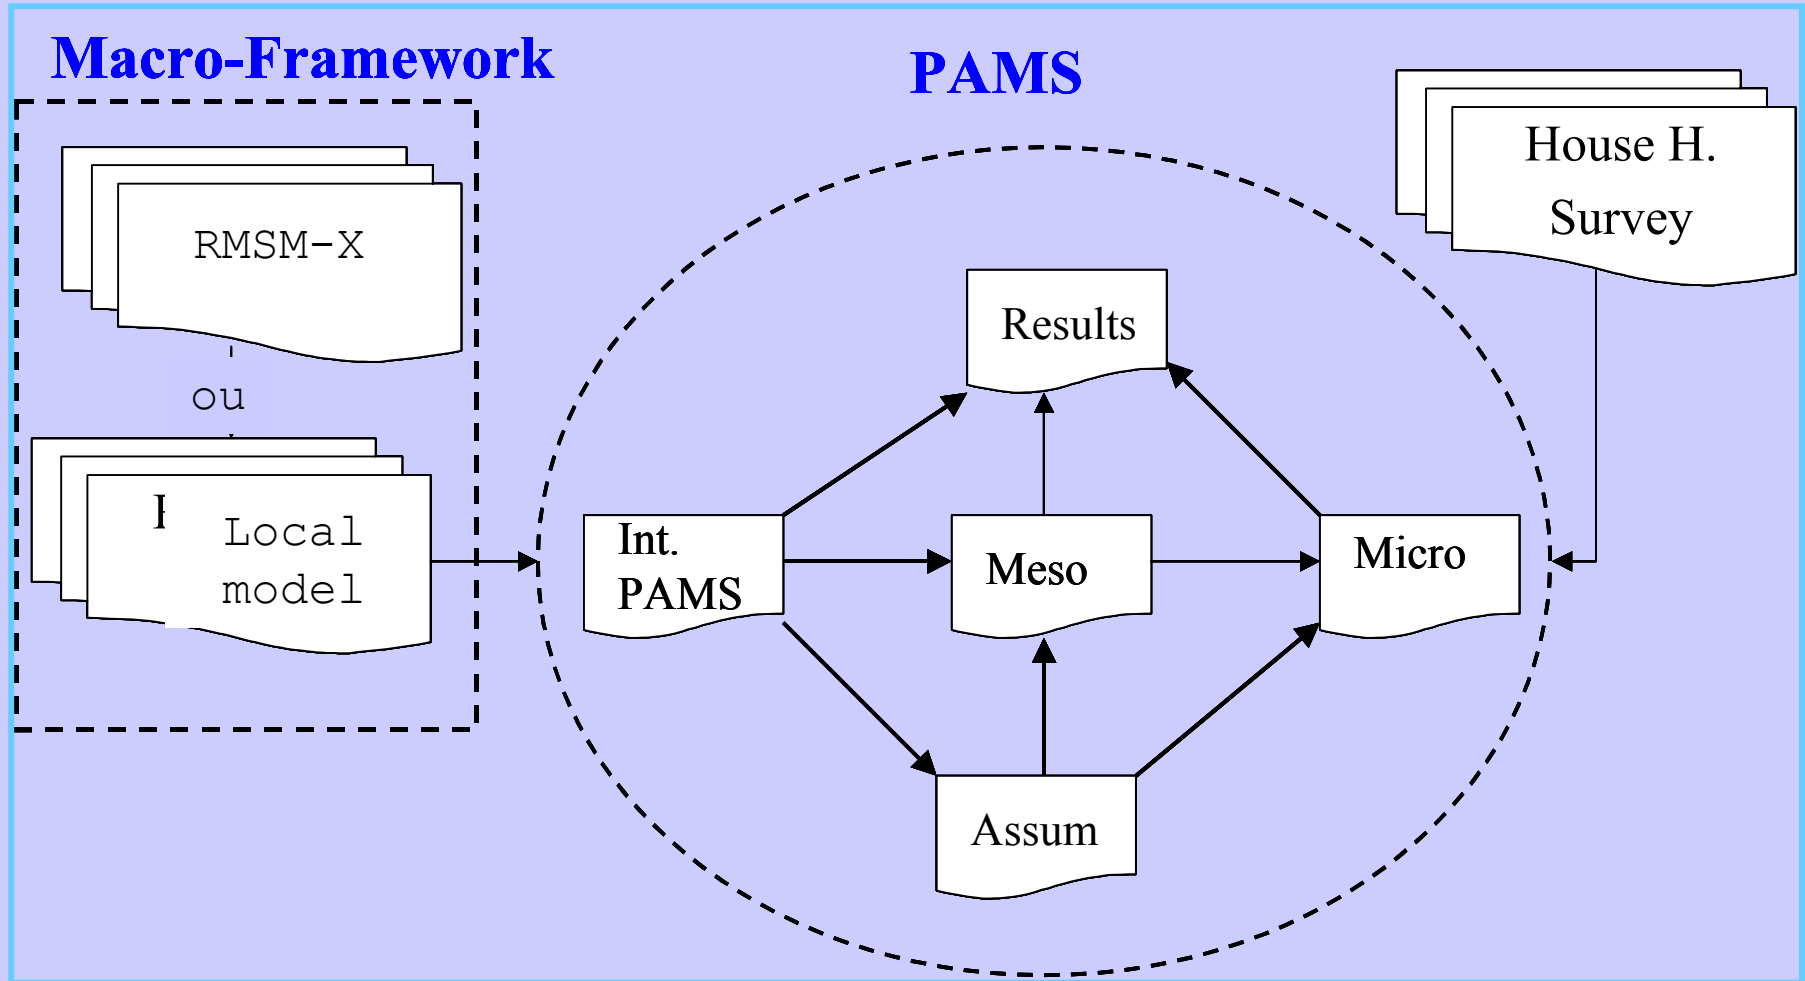 Macro-Framework
PAMS
House H.
Survey
RMSM-X
ou
Local
model
Results
Int.
PAMS
Meso
Micro
Assum